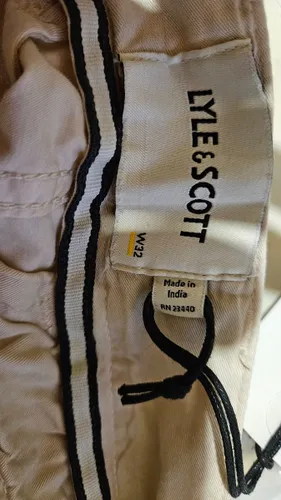 LYLE & SCOTT
W32
Made in
India
RN 23440